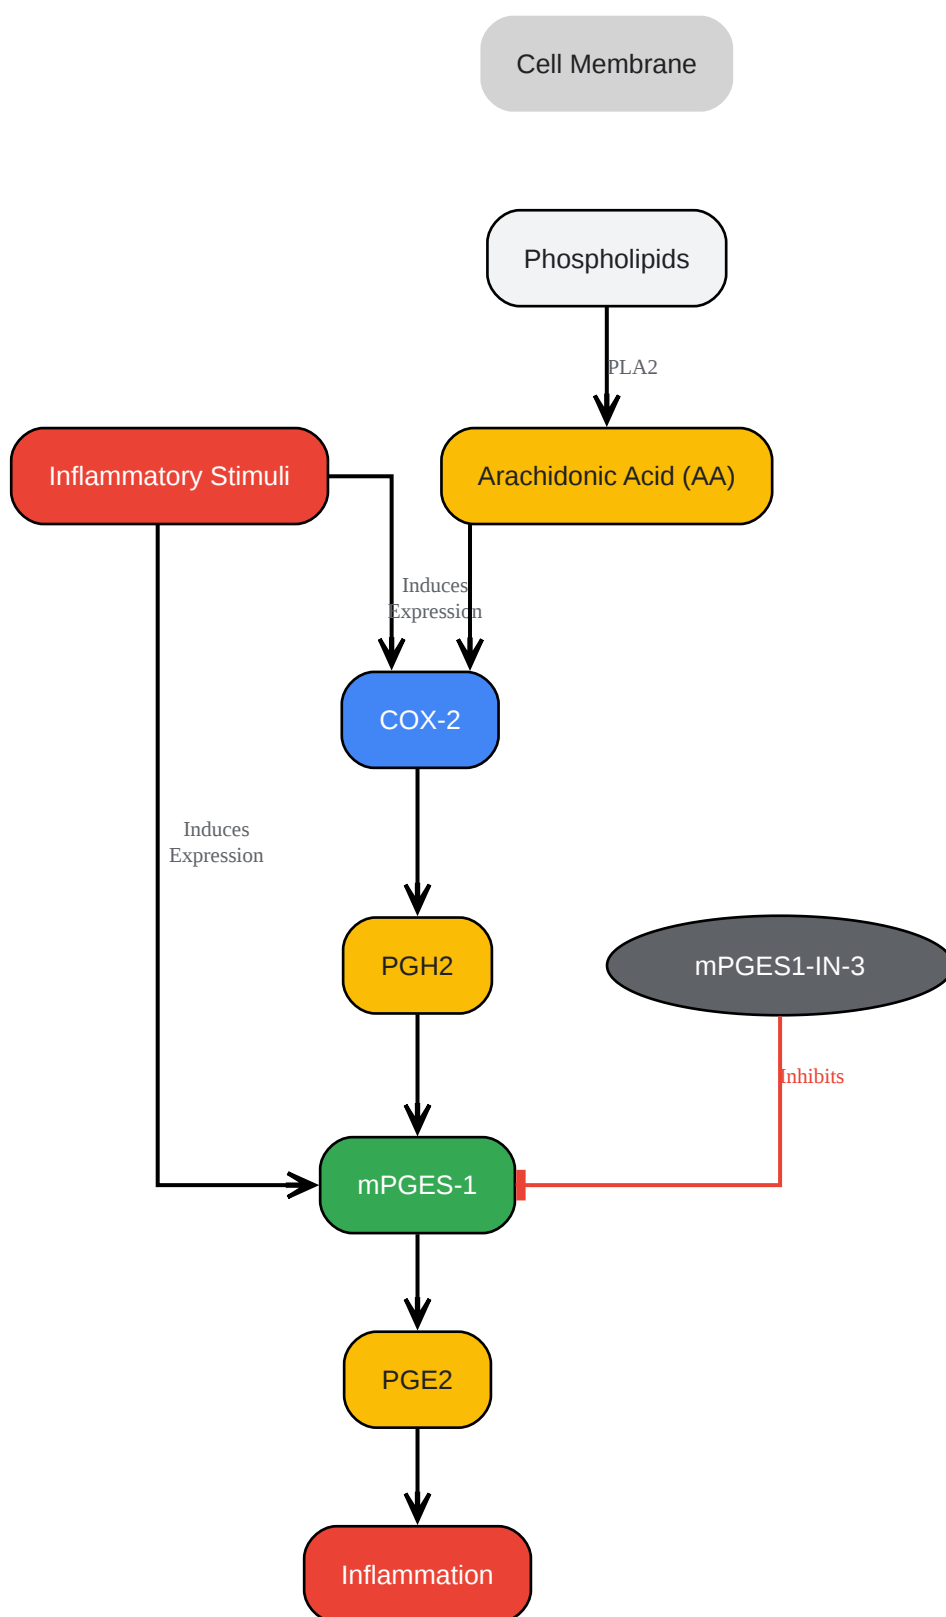 Cell Membrane
Phospholipids
PLA2
Inflammatory Stimuli
Arachidonic Acid (AA)
Induces
Expression
COX-2
Induces
Expression
PGH2
mPGES1-IN-3
Inhibits
mPGES-1
PGE2
Inflammation